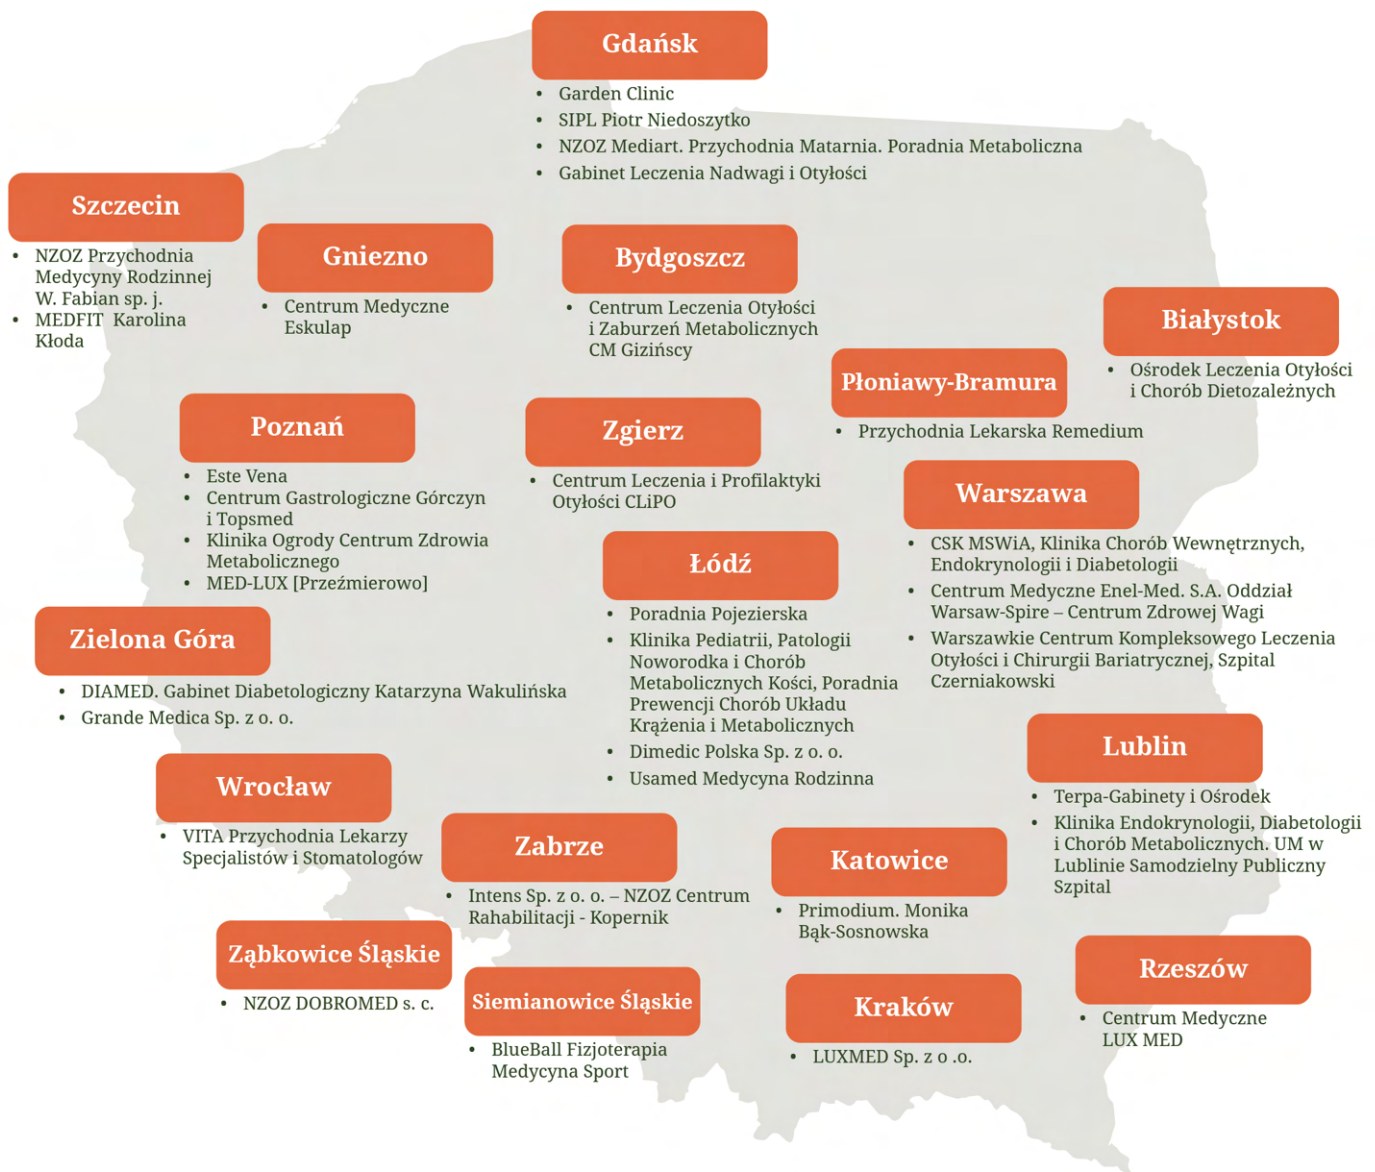 Gdańsk
• Garden Clinic
• SIPL Piotr Niedoszytko
• NZOZ Mediart. Przychodnia Matarnia. Poradnia Metaboliczna
• Gabinet Leczenia Nadwagi i Otyłości
Szczecin
• NZOZ Przychodnia
Medycyny Rodzinnej
W. Fabian sp. j.
• MEDFIT Karolina
Kłoda
Gniezno
• Centrum Medyczne
Eskulap
Bydgoszcz
• Centrum Leczenia Otyłości
i Zaburzeń Metabolicznych
CM Gizińscy
Białystok
• Ośrodek Leczenia Otyłości
i Chorób Dietozależnych
Płoniawy-Bramura
• Przychodnia Lekarska Remedium
Poznań
• Este Vena
• Centrum Gastrologiczne Górczyn
i Topsmed
• Klinika Ogrody Centrum Zdrowia
Metabolicznego
• MED-LUX [Przeźmierowo]
Zgierz
• Centrum Leczenia i Profilaktyki
Otyłości CLiPO
Warszawa
• CSK MSWiA, Klinika Chorób Wewnętrznych,
Endokrynologii i Diabetologii
• Centrum Medyczne Enel-Med. S.A. Oddział
Warsaw-Spire – Centrum Zdrowej Wagi
• Warszawkie Centrum Kompleksowego Leczenia
Otyłości i Chirurgii Bariatrycznej, Szpital
Czerniakowski
Łódź
• Poradnia Pojezierska
• Klinika Pediatrii, Patologii
Noworodka i Chorób
Metabolicznych Kości, Poradnia
Prewencji Chorób Układu
Krążenia i Metabolicznych
• Dimedic Polska Sp. z o. o.
• Usamed Medycyna Rodzinna
Zielona Góra
• DIAMED. Gabinet Diabetologiczny Katarzyna Wakulińska
• Grande Medica Sp. z o. o.
Lublin
• Terpa-Gabinety i Ośrodek
• Klinika Endokrynologii, Diabetologii
i Chorób Metabolicznych. UM w
Lublinie Samodzielny Publiczny
Szpital
Wrocław
• VITA Przychodnia Lekarzy
Specjalistów i Stomatologów
Zabrze
• Intens Sp. z o. o. – NZOZ Centrum
Rahabilitacji - Kopernik
Katowice
• Primodium. Monika
Bąk-Sosnowska
Ząbkowice Śląskie
• NZOZ DOBROMED s. c.
Siemianowice Śląskie
• BlueBall Fizjoterapia
Medycyna Sport
Kraków
• LUXMED Sp. z o .o.
Rzeszów
• Centrum Medyczne
LUX MED